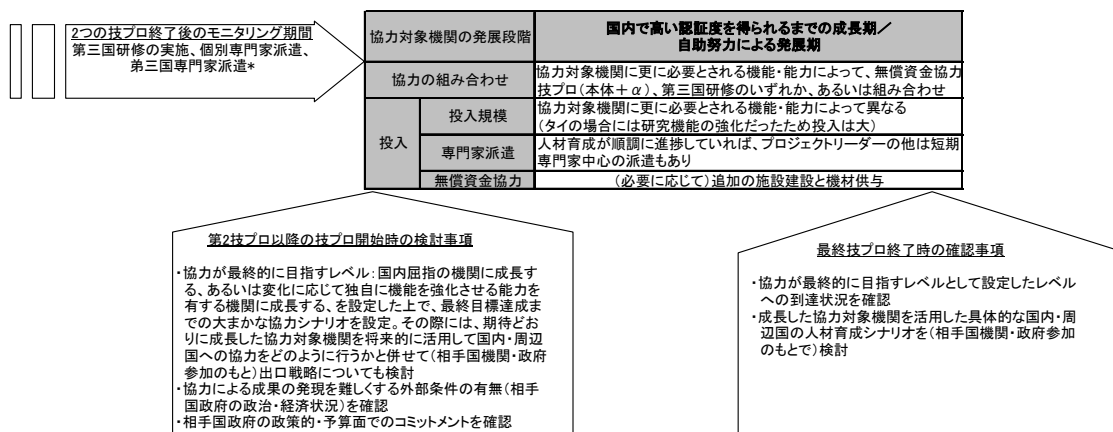 2つの技プロ終了後のモニタリング期間
第三国研修の実施、個別専門家派遣、
第三国専門家派遣*
協力対象機関の発展段階
国内で高い認証度を得られるまでの成長期／
自助努力による発展期
協力の組み合わせ
協力対象機関に更に必要とされる機能・能力によって、無償資金協力
技プロ（本体＋α）、第三国研修のいずれか、あるいは組み合わせ
投入
投入規模
協力対象機関に更に必要とされる機能・能力によって異なる
（タイの場合には研究機能の強化だったため投入は大）
専門家派遣
人材育成が順調に進捗していれば、プロジェクトリーダーの他は短期
専門家中心の派遣もあり
無償資金協力
（必要に応じて）追加の施設建設と機材供与
第2技プロ以降の技プロ開始時の検討事項
・協力が最終的に目指すレベル：国内屈指の機関に成長す
る、あるいは変化に応じて独自に機能を強化させる能力を
有する機関に成長する、を設定した上で、最終目標達成ま
での大まかな協力シナリオを設定。その際には、期待どお
りに成長した協力対象機関を将来的に活用して国内・周辺
国への協力をどのように行うかと併せて（相手国機関・政府
参加のもと）出口戦略についても検討
・協力による成果の発現を難しくする外部条件の有無（相手
国政府の政治・経済状況）を確認
・相手国政府の政策的・予算面でのコミットメントを確認
最終技プロ終了時の確認事項
・協力が最終的に目指すレベルとして設定したレベル
への到達状況を確認
・成長した協力対象機関を活用した具体的な国内・周
辺国の人材育成シナリオを（相手国機関・政府参加
のもとで）検討